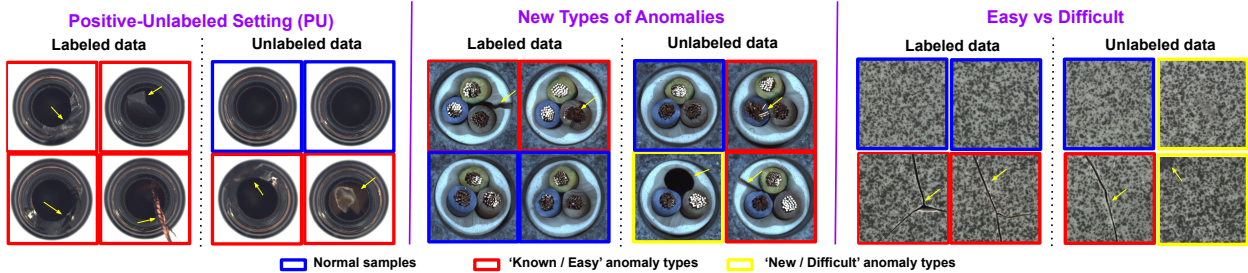 Positive-Unlabeled Setting (PU)
Labeled data
Unlabeled data
New Types of Anomalies
Labeled data
Unlabeled data
Easy vs Difficult
Labeled data
Unlabeled data
Normal samples
‘Known / Easy’ anomaly types
‘New / Difficult’ anomaly types